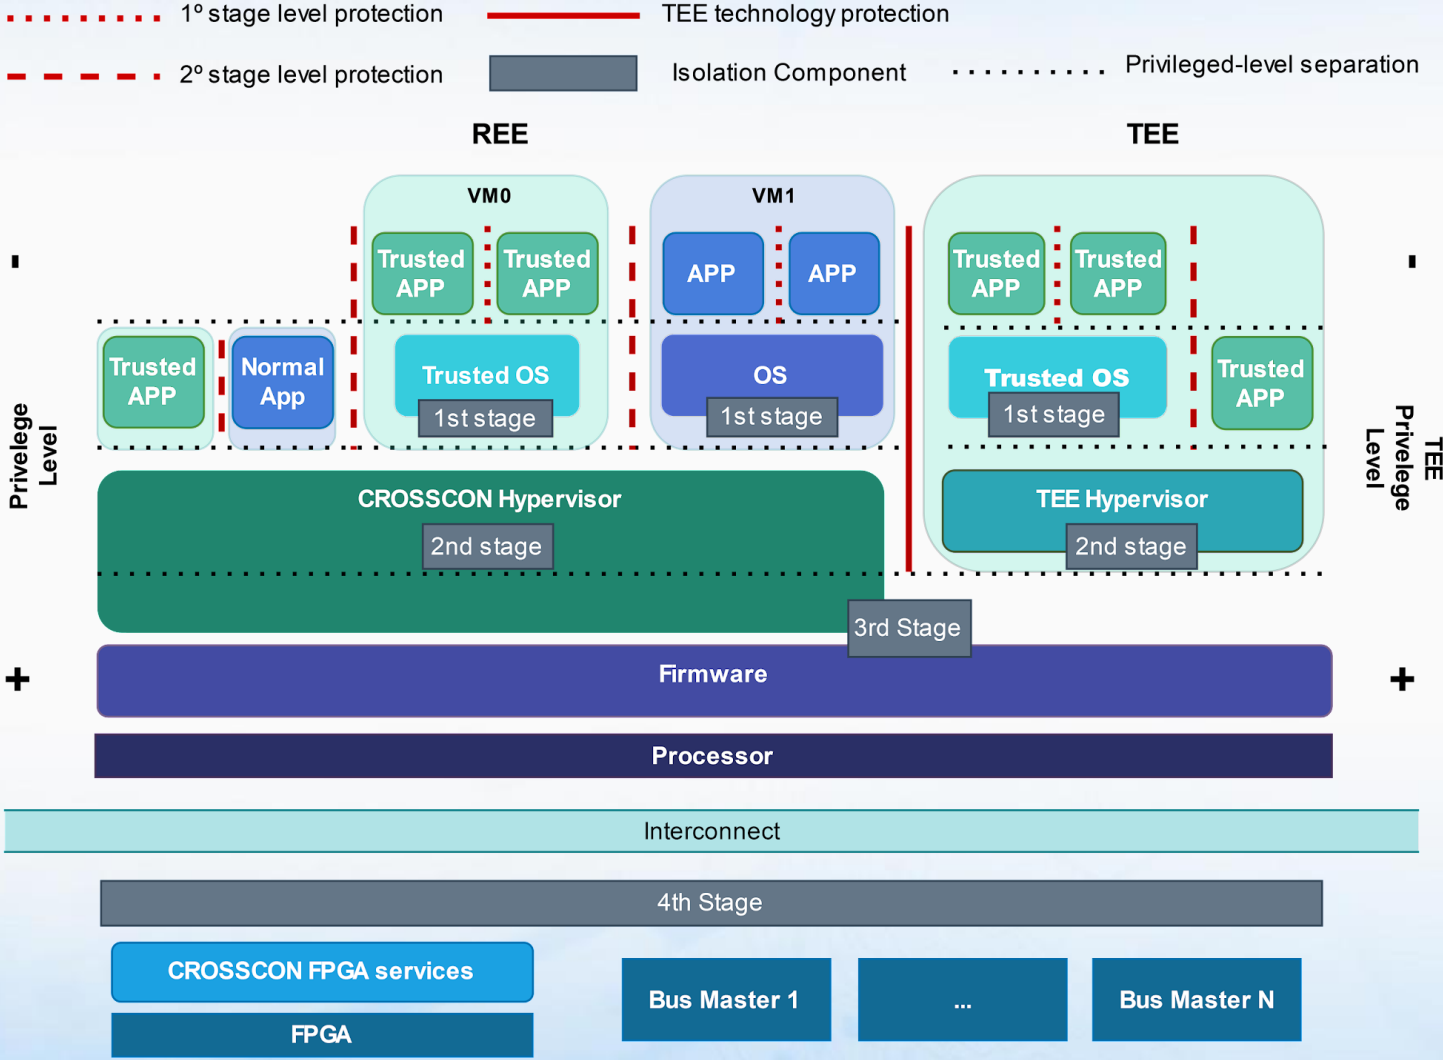 1º stage level protection
TEE technology protection
2º stage level protection
Isolation Component
Privileged-level separation
REE
TEE
VM0
VM1
Trusted
APP
Trusted
APP
APP
APP
Trusted
APP
Trusted
APP
-
-
Trusted
APP
Normal
App
Trusted OS
1st stage
OS
1st stage
Trusted OS
1st stage
Trusted
APP
Privelege
Level
TEE
Privelege
Level
CROSSCON Hypervisor
2nd stage
TEE Hypervisor
2nd stage
3rd Stage
+
Firmware
+
Processor
Interconnect
4th Stage
CROSSCON FPGA services
FPGA
Bus Master 1
...
Bus Master N